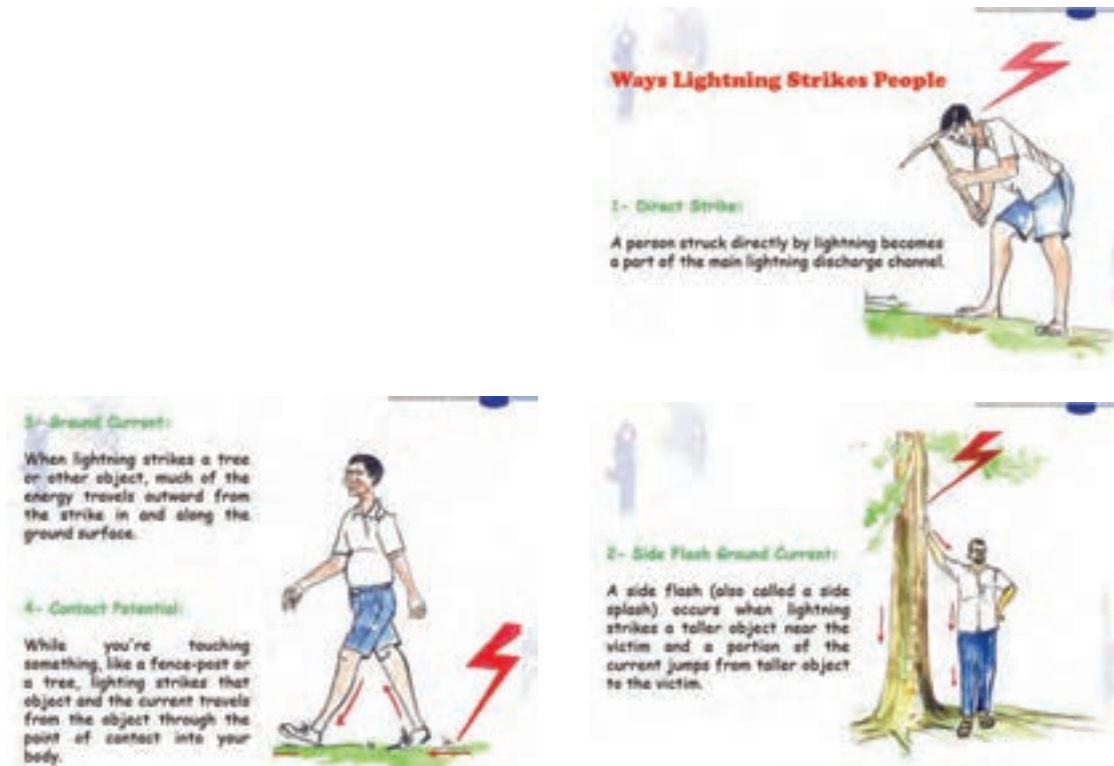 Ways Lightning Strikes People
1- Direct Strike:
A person struck directly by lightning becomes
a part of the main lightning discharge channel.
2- Side Flash Ground Current:
A side flash (also called a side
splash) occurs when lightning
strikes a taller object near the
victim and a portion of the
current jumps from taller object
to the victim.
3- Ground Current:
When lightning strikes a tree
or other object, much of the
energy travels outward from
the strike in and along the
ground surface.
4- Contact Potential:
While you're touching
something, like a fence-post or
a tree, lighting strikes that
object and the current travels
from the object through the
point of contact into your
body.